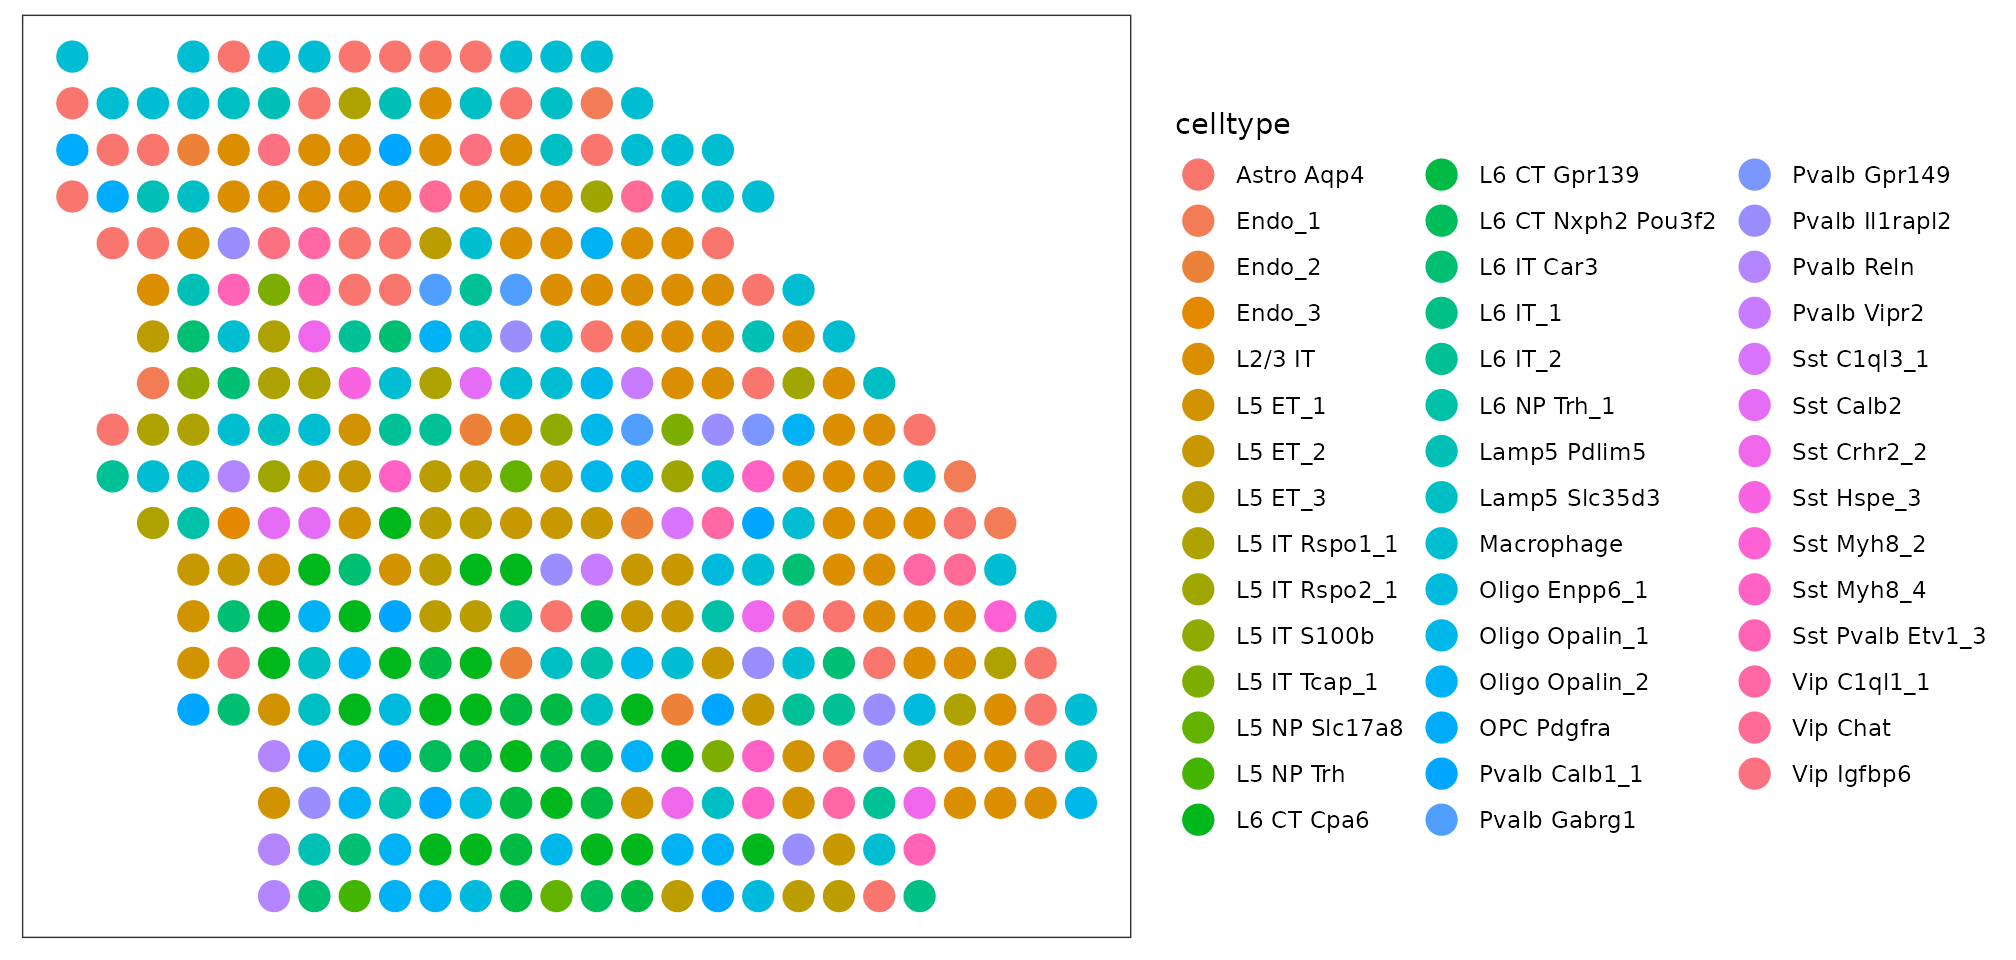 celltype
Astro Aqp4
Endo_1
Endo_2
Endo_3
L2/3 IT
L5 ET_1
L5 ET_2
L5 ET_3
L5 IT Rspo1_1
L5 IT Rspo2_1
L5 IT S100b
L5 IT Tcap_1
L5 NP Slc17a8
L5 NP Trh
L6 CT Cpa6
L6 CT Gpr139
L6 CT Nxph2 Pou3f2
L6 IT Car3
L6 IT_1
L6 IT_2
L6 NP Trh_1
Lamp5 Pdlim5
Lamp5 Slc35d3
Macrophage
Oligo Enpp6_1
Oligo Opalin_1
Oligo Opalin_2
OPC Pdgfra
Pvalb Calb1_1
Pvalb Gabrg1
Pvalb Gpr149
Pvalb Il1rapl2
Pvalb Reln
Pvalb Vipr2
Sst C1ql3_1
Sst Calb2
Sst Crhr2_2
Sst Hspe_3
Sst Myh8_2
Sst Myh8_4
Sst Pvalb Etv1_3
Vip C1ql1_1
Vip Chat
Vip Igfbp6